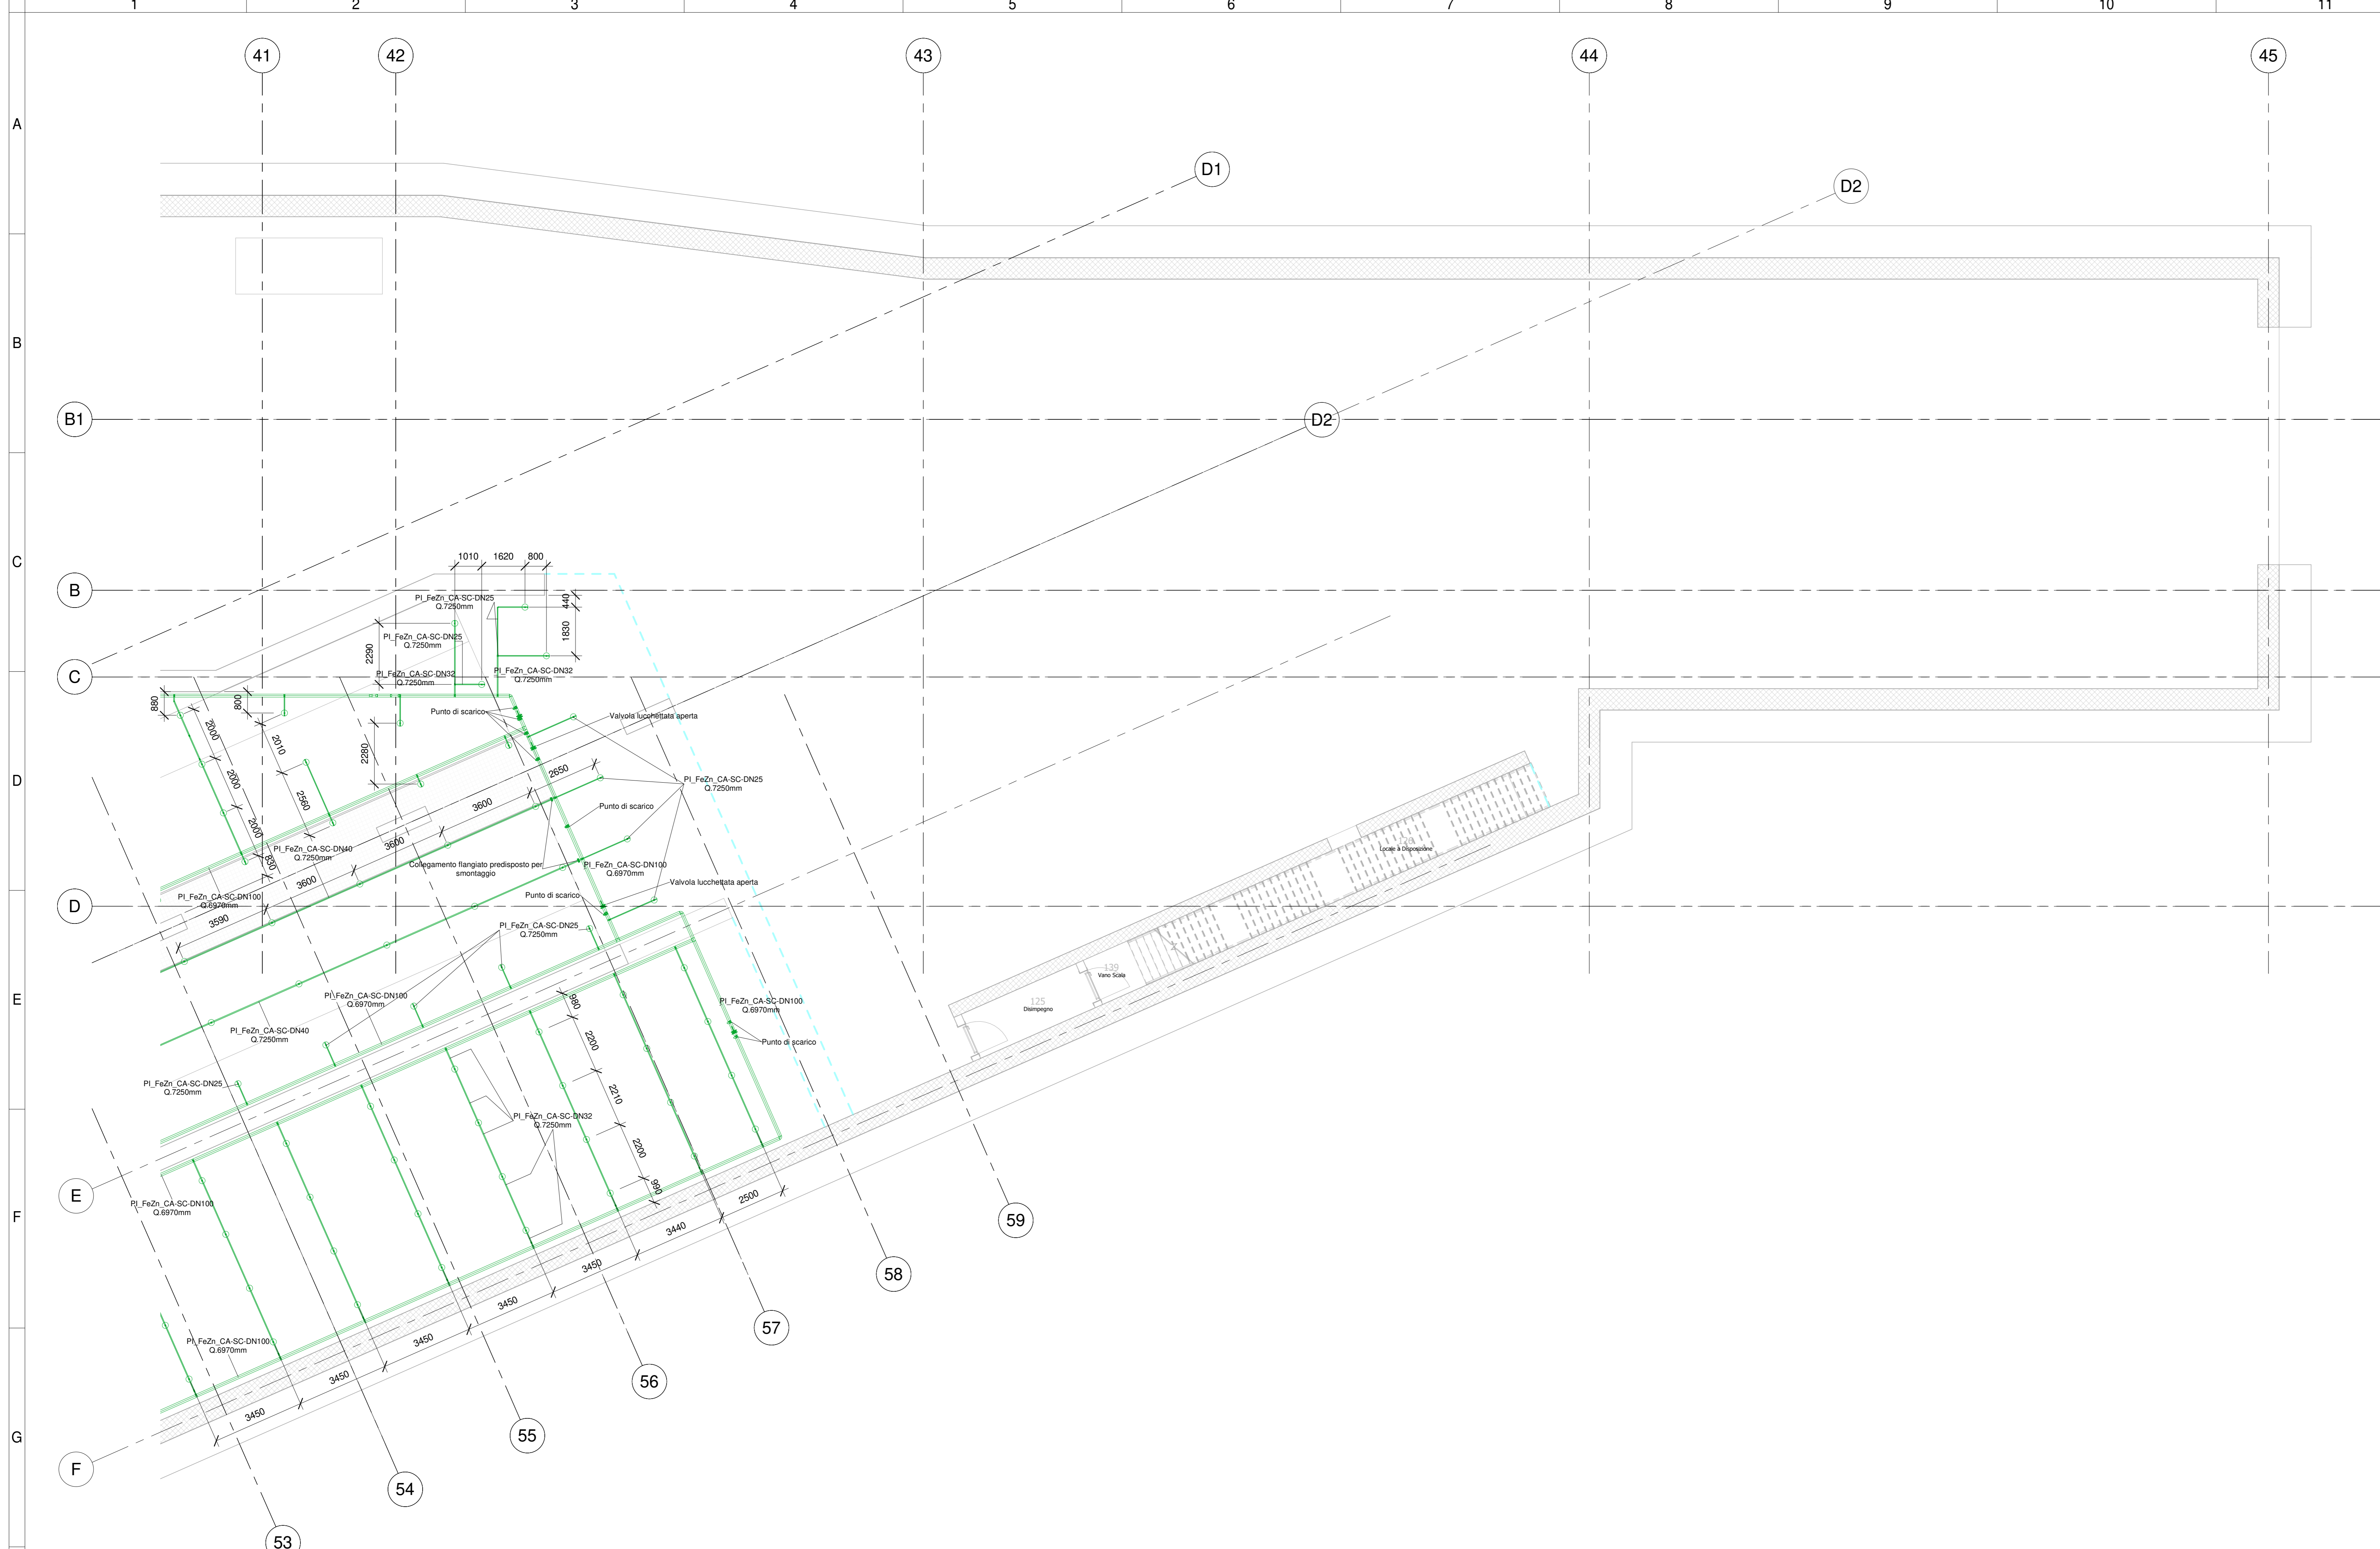 1 2 3 4 5 6 7 8 9 10 11
41 42 43 44 45
A
D1
D2
B
B1
D2
C
1010 1620 800
B
PI_FeZn_CA-SC-DN25
Q.7250mm
440
1830
PI_FeZn_CA-SC-DN25
Q.7250mm
2290
PI_FeZn_CA-SC-DN32
Q.7250mm
PI_FeZn_CA-SC-DN32
Q.7250mm
C
880
800
Punto di scarico
Valvola lucchettata aperta
2000
2010
2280
2650
D
2000
PI_FeZn_CA-SC-DN25
Q.7250mm
2560
3600
Punto di scarico
2000
3600
PI_FeZn_CA-SC-DN40
Q.7250mm
830
Collegamento flangiato predisposto per
smontaggio
PI_FeZn_CA-SC-DN100
Q.6970mm
Locale a Disposizione
3600
Valvola lucchettata aperta
PI_FeZn_CA-SC-DN100
Q.6970mm
Punto di scarico
D
3590
PI_FeZn_CA-SC-DN25
Q.7250mm
139
Vano Scala
E
PI_FeZn_CA-SC-DN100
Q.6970mm
980
PI_FeZn_CA-SC-DN100
Q.6970mm
125
Disimpegno
PI_FeZn_CA-SC-DN40
Q.7250mm
2200
Punto di scarico
PI_FeZn_CA-SC-DN25
Q.7250mm
2210
PI_FeZn_CA-SC-DN32
Q.7250mm
2200
E
990
2500
PI_FeZn_CA-SC-DN100
Q.6970mm
F
59
3440
3450
58
3450
57
PI_FeZn_CA-SC-DN100
Q.6970mm
3450
3450
56
3450
G
55
F
54
53